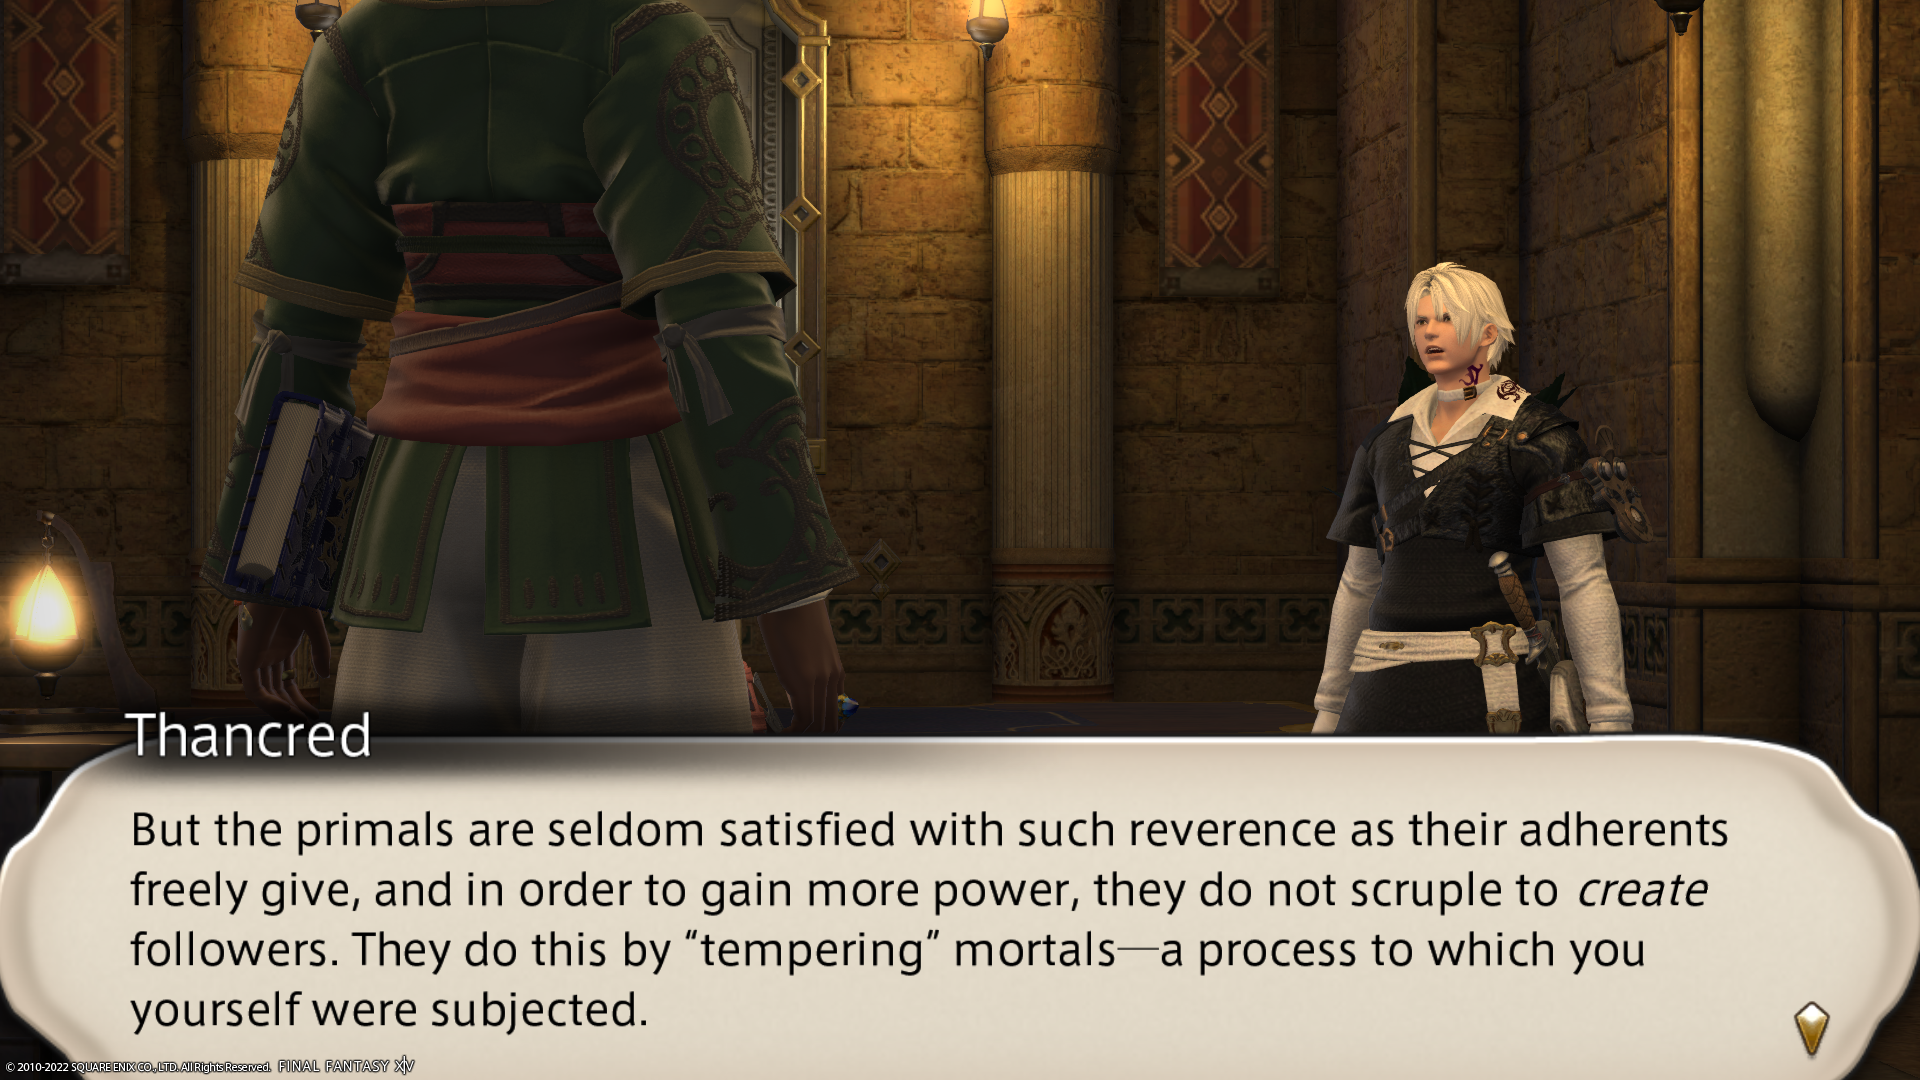 Thancred
But the primals are seldom satisfied with such reverence as their adherents
freely give, and in order to gain more power, they do not scruple to create
followers. They do this by “tempering” mortals—a process to which you
yourself were subjected.
© 2010-2022 SQUARE ENIX CO., LTD. All Rights Reserved. FINAL FANTASY XIV